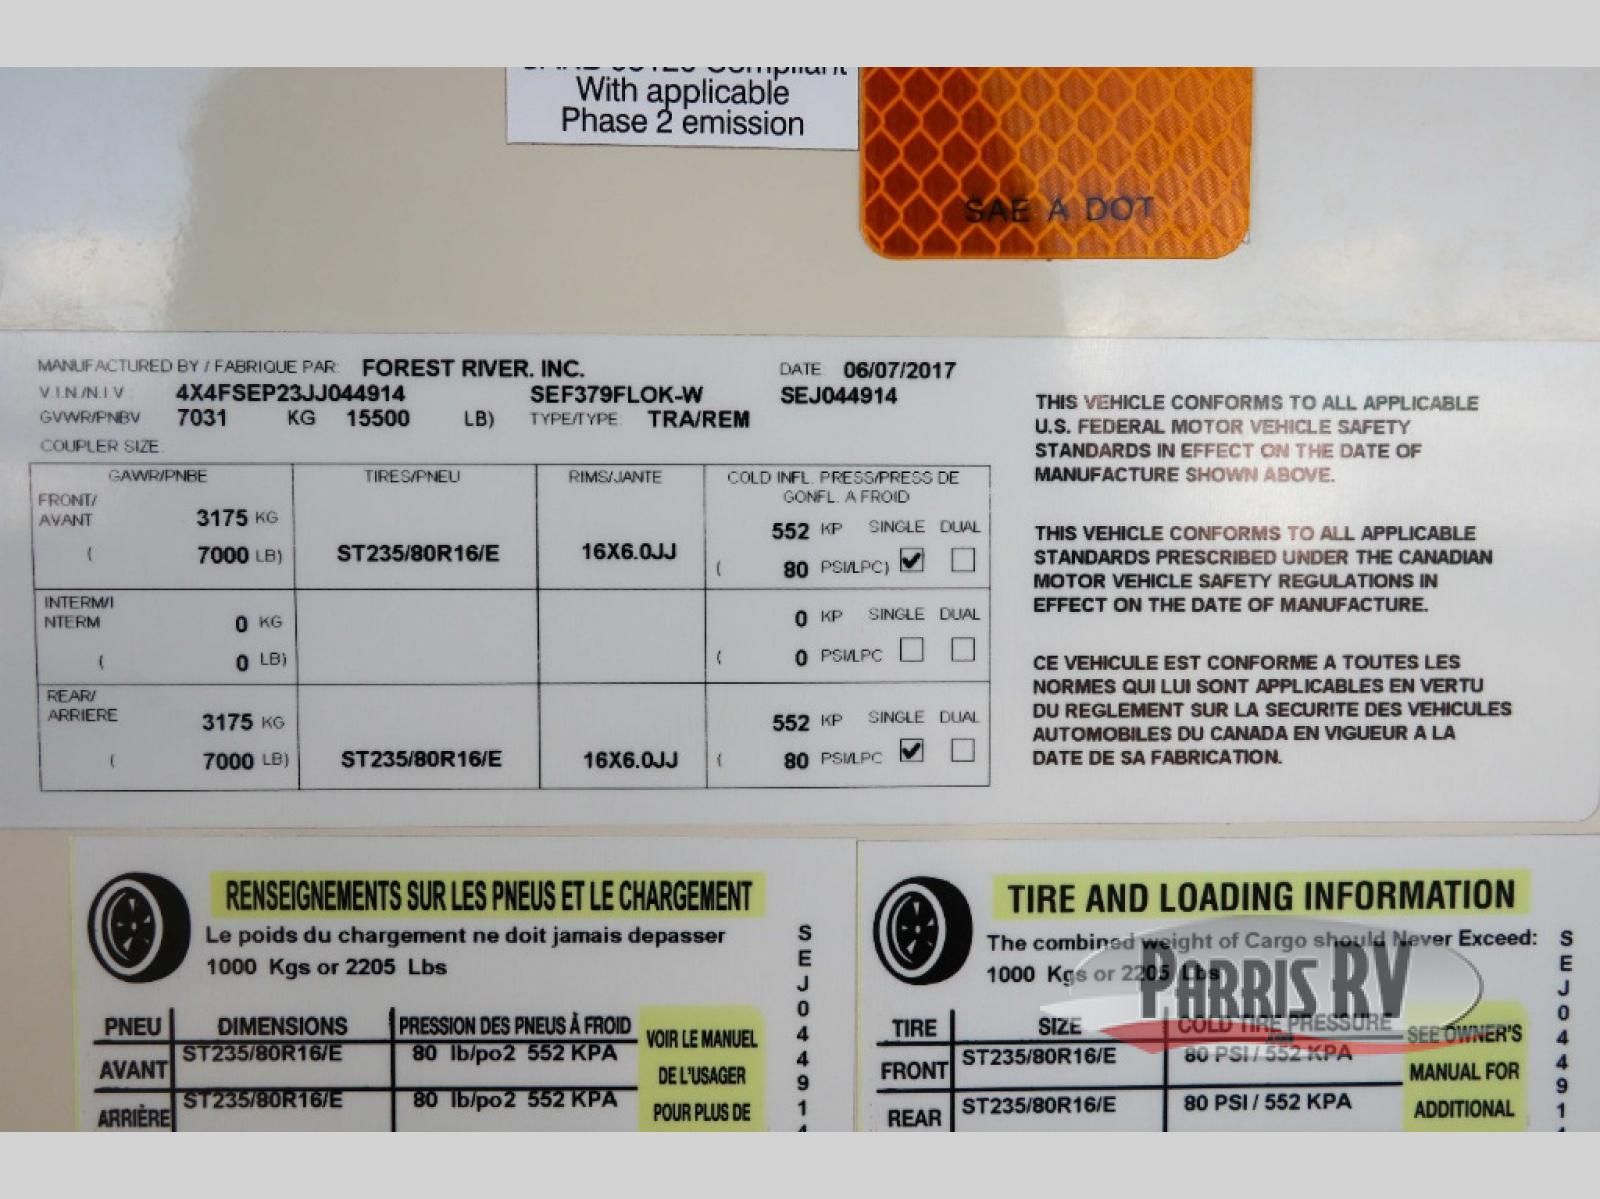 With applicable
Phase 2 emission
SAE A DOT
MANUFACTURED BY / FABRIQUE PAR: FOREST RIVER. INC. DATE 06/07/2017
V.I.N./N.I.V: 4X4FSEP23JJ044914 SEF379FLOK-W SEJ044914
GVWR/PNBV 7031 KG 15500 LB) TYPE/TYPE: TRA/REM
COUPLER SIZE
GAWR/PNBE TIRES/PNEU RIMS/JANTE COLD INFL. PRESS/PRESS DE
GONFL. A FROID
FRONT/
AVANT 3175 KG 552 KP SINGLE DUAL
( 7000 LB) ST235/80R16/E 16X6.0JJ ( 80 PSI/LPC)
INTERM/I
NTERM 0 KG 0 KP SINGLE DUAL
( 0 LB) ( 0 PSI/LPC
REAR/
ARRIERE 3175 KG 552 KP SINGLE DUAL
( 7000 LB) ST235/80R16/E 16X6.0JJ ( 80 PSI/LPC
THIS VEHICLE CONFORMS TO ALL APPLICABLE
U.S. FEDERAL MOTOR VEHICLE SAFETY
STANDARDS IN EFFECT ON THE DATE OF
MANUFACTURE SHOWN ABOVE.
THIS VEHICLE CONFORMS TO ALL APPLICABLE
STANDARDS PRESCRIBED UNDER THE CANADIAN
MOTOR VEHICLE SAFETY REGULATIONS IN
EFFECT ON THE DATE OF MANUFACTURE.
CE VEHICULE EST CONFORME A TOUTES LES
NORMES QUI LUI SONT APPLICABLES EN VERTU
DU REGLEMENT SUR LA SECURITE DES VEHICULES
AUTOMOBILES DU CANADA EN VIGUEUR A LA
DATE DE SA FABRICATION.
RENSEIGNEMENTS SUR LES PNEUS ET LE CHARGEMENT
Le poids du chargement ne doit jamais depasser
1000 Kgs or 2205 Lbs
PNEU DIMENSIONS PRESSION DES PNEUS À FROID
AVANT ST235/80R16/E 80 lb/po2 552 KPA
ARRIÈRE ST235/80R16/E 80 lb/po2 552 KPA
VOIR LE MANUEL
DE L'USAGER
POUR PLUS DE
SEJ04491
TIRE AND LOADING INFORMATION
The combined weight of Cargo should Never Exceed:
1000 Kgs or 2205 Lbs
TIRE SIZE COLD TIRE PRESSURE
FRONT ST235/80R16/E 80 PSI / 552 KPA
REAR ST235/80R16/E 80 PSI / 552 KPA
SEE OWNER'S
MANUAL FOR
ADDITIONAL
SEJ04491
PARRIS RV